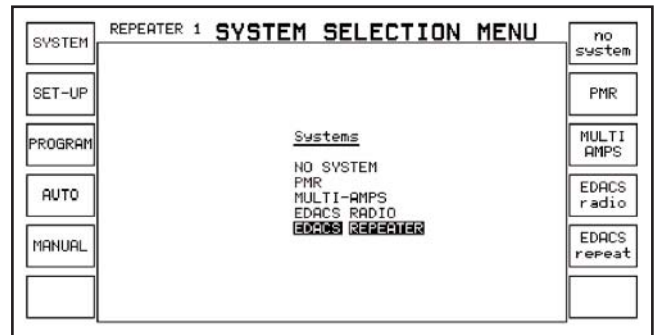 REPEATER 1 SYSTEM SELECTION MENU
SYSTEM
SET-UP
PROGRAM
AUTO
MANUAL
Systems
NO SYSTEM
PMR
MULTI-AMPS
EDACS RADIO
EDACS REPEATER
no
system
PMR
MULTI
AMPS
EDACS
radio
EDACS
repeat